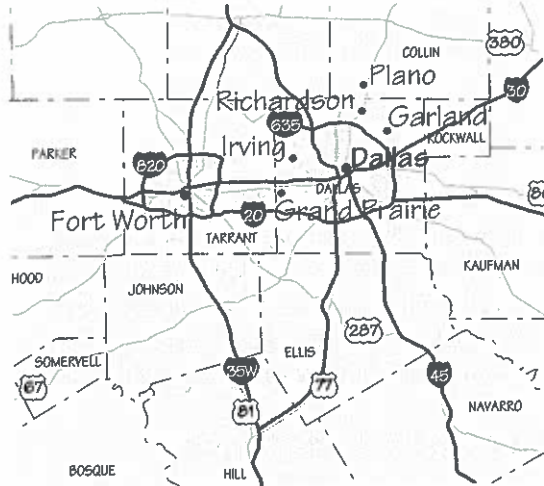 COLLIN
380
Plano
30
Richardson
635
Garland
ROCKWALL
PARKER
820
Irving
Dallas
DALLAS
80
Fort Worth
20
Grand Prairie
TARRANT
HOOD
JOHNSON
KAUFMAN
287
ELLIS
SOMERVELL
67
35W
77
45
81
NAVARRO
BOSQUE
HILL